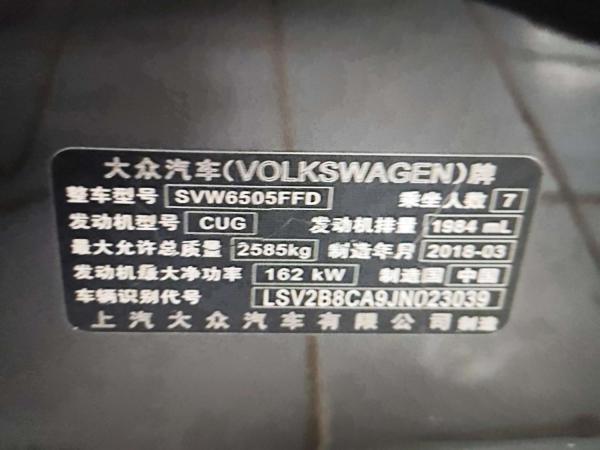 大众汽车(VOLKSWAGEN)牌
整车型号 SVW6505FFD 乘坐人数 7
发动机型号 CUG 发动机排量 1984 mL
最大允许总质量 2585kg 制造年月 2018-03
发动机最大净功率 162 kW 制造国 中国
车辆识别代号 LSV2B8CA9JN023039
上汽大众汽车有限公司 制造